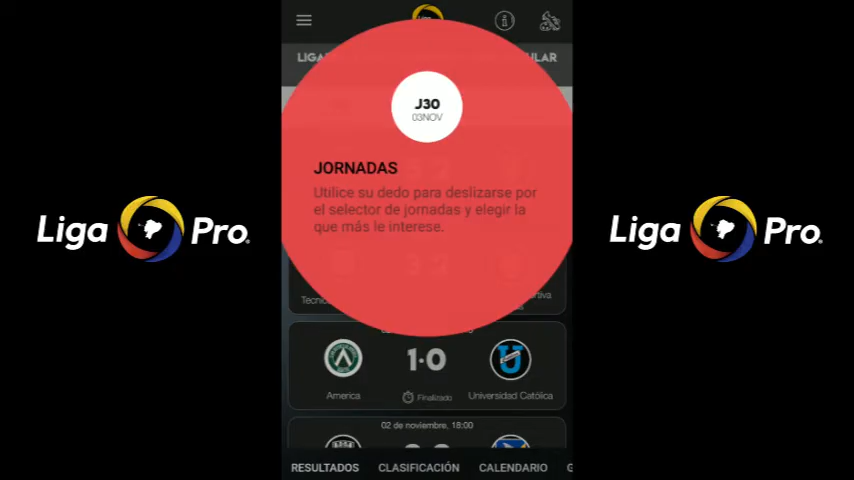 LIGA
ULAR
J30
03NOV
JORNADAS
Utilice su dedo para deslizarse por
el selector de jornadas y elegir la
que más le interese.
Liga Pro.
Liga Pro.
1·0
America
Finalizado
Universidad Católica
02 de noviembre, 18:00
RESULTADOS CLASIFICACIÓN CALENDARIO G